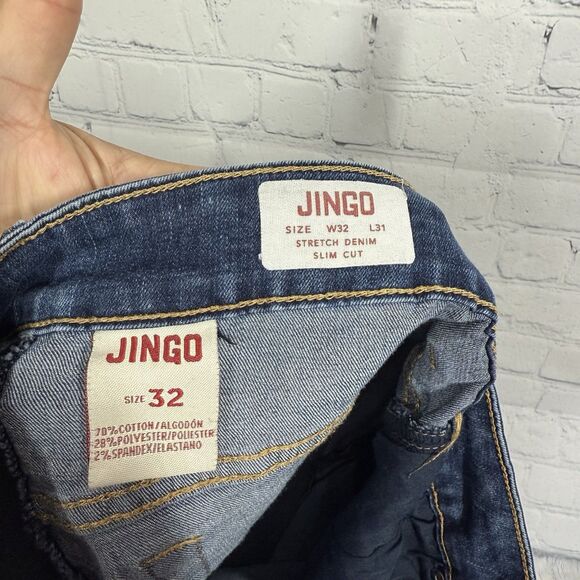 JINGO
SIZE W32 L31
STRETCH DENIM
SLIM CUT
JINGO
SIZE 32
70%COTTON/ALGODÓN
28%POLYESTER/POLIESTER
2%SPANDEX/ELASTANO